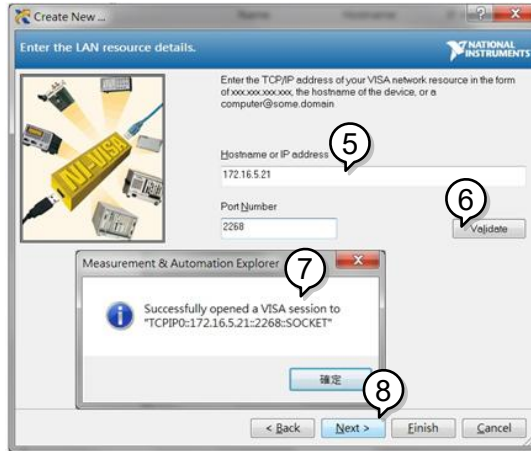 Create New ...
Enter the LAN resource details.
NATIONAL
INSTRUMENTS
Enter the TCP/IP address of your VISA network resource in the form
of xxx.xxx.xxx.xxx, the hostname of the device, or a
computer@some.domain
NI-VISA
Hostname or IP address
5
172.16.5.21
Port Number
6
2268
Validate
Measurement & Automation Explorer
7
Successfully opened a VISA session to
"TCPIP0::172.16.5.21::2268::SOCKET"
確定
8
< Back
Next >
Finish
Cancel